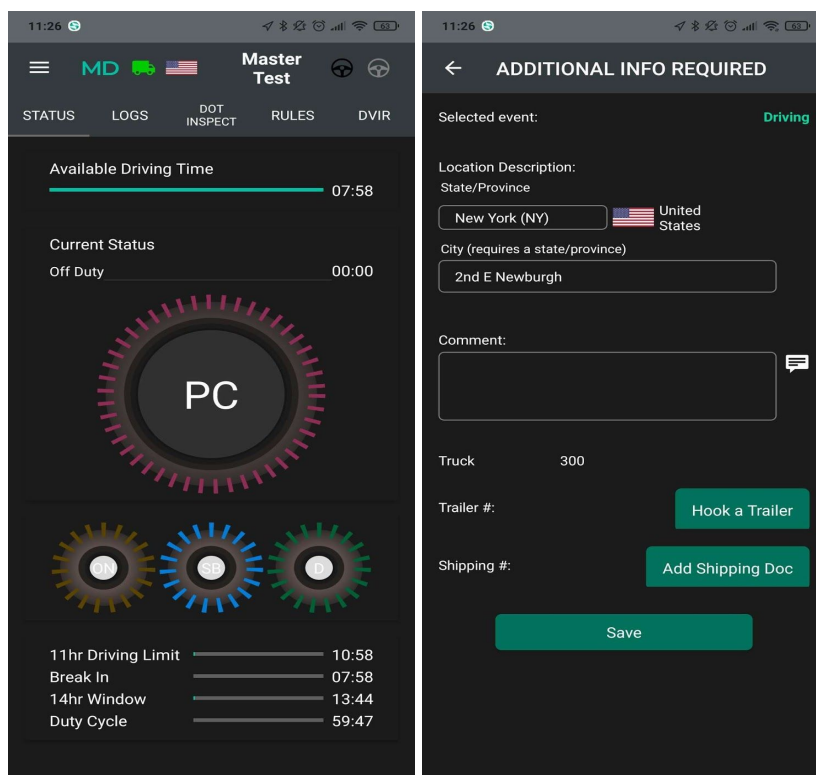 11:26
63
MD
Master
Test
STATUS
LOGS
DOT
INSPECT
RULES
DVIR
Available Driving Time
07:58
Current Status
Off Duty 00:00
PC
ON
SB
D
11hr Driving Limit 10:58
Break In 07:58
14hr Window 13:44
Duty Cycle 59:47
11:26
63
ADDITIONAL INFO REQUIRED
Selected event: Driving
Location Description:
State/Province
New York (NY)
United
States
City (requires a state/province)
2nd E Newburgh
Comment:
Truck 300
Trailer #: Hook a Trailer
Shipping #: Add Shipping Doc
Save